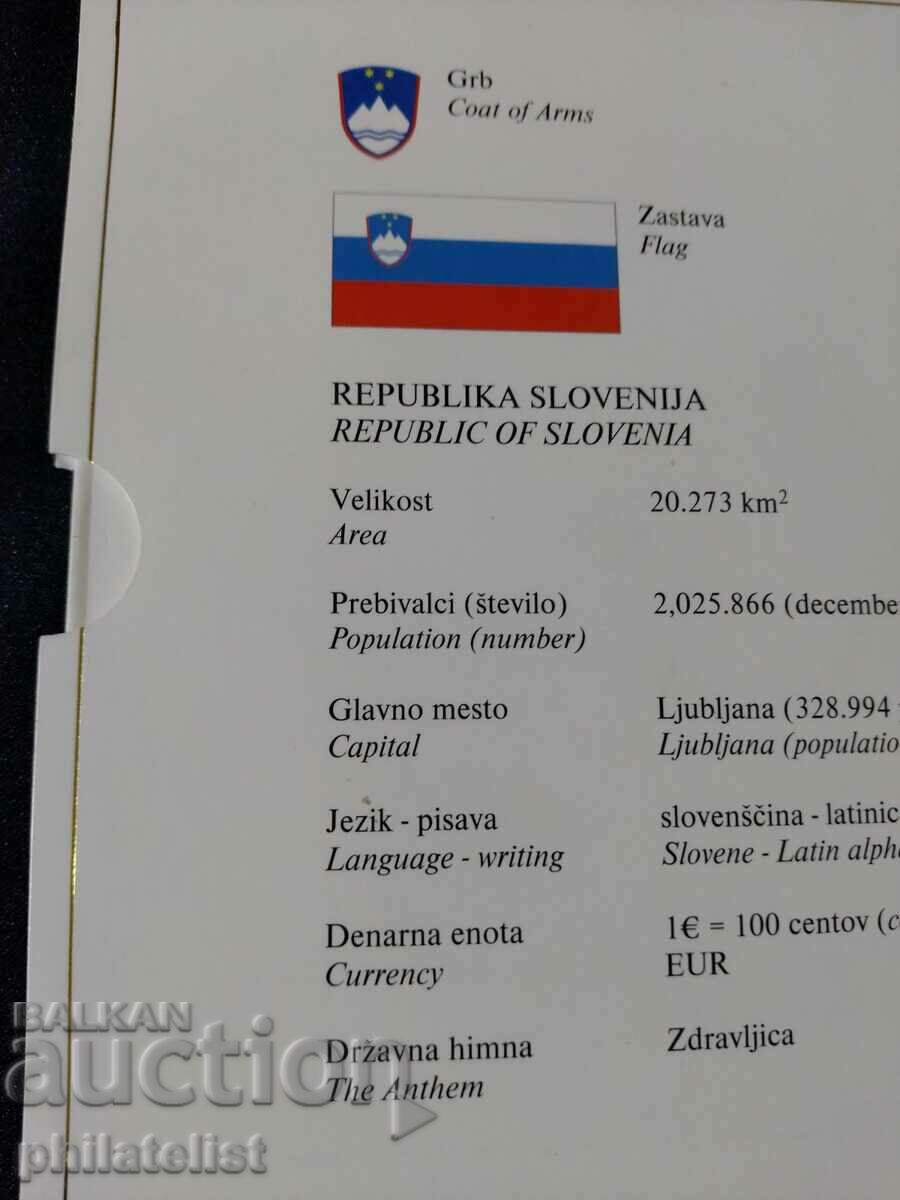 Grb
Coat of Arms
Zastava
Flag
REPUBLIKA SLOVENIJA
REPUBLIC OF SLOVENIA
Velikost 20.273 km²
Area
Prebivalci (število) 2,025.866 (decembe
Population (number)
Glavno mesto Ljubljana (328.994
Capital Ljubljana (populatio
Jezik - pisava slovenščina - latinic
Language - writing Slovene - Latin alpha
Denarna enota 1€ = 100 centov (c
Currency EUR
Državna himna Zdravljica
The Anthem
BALKAN
auction
philatelist